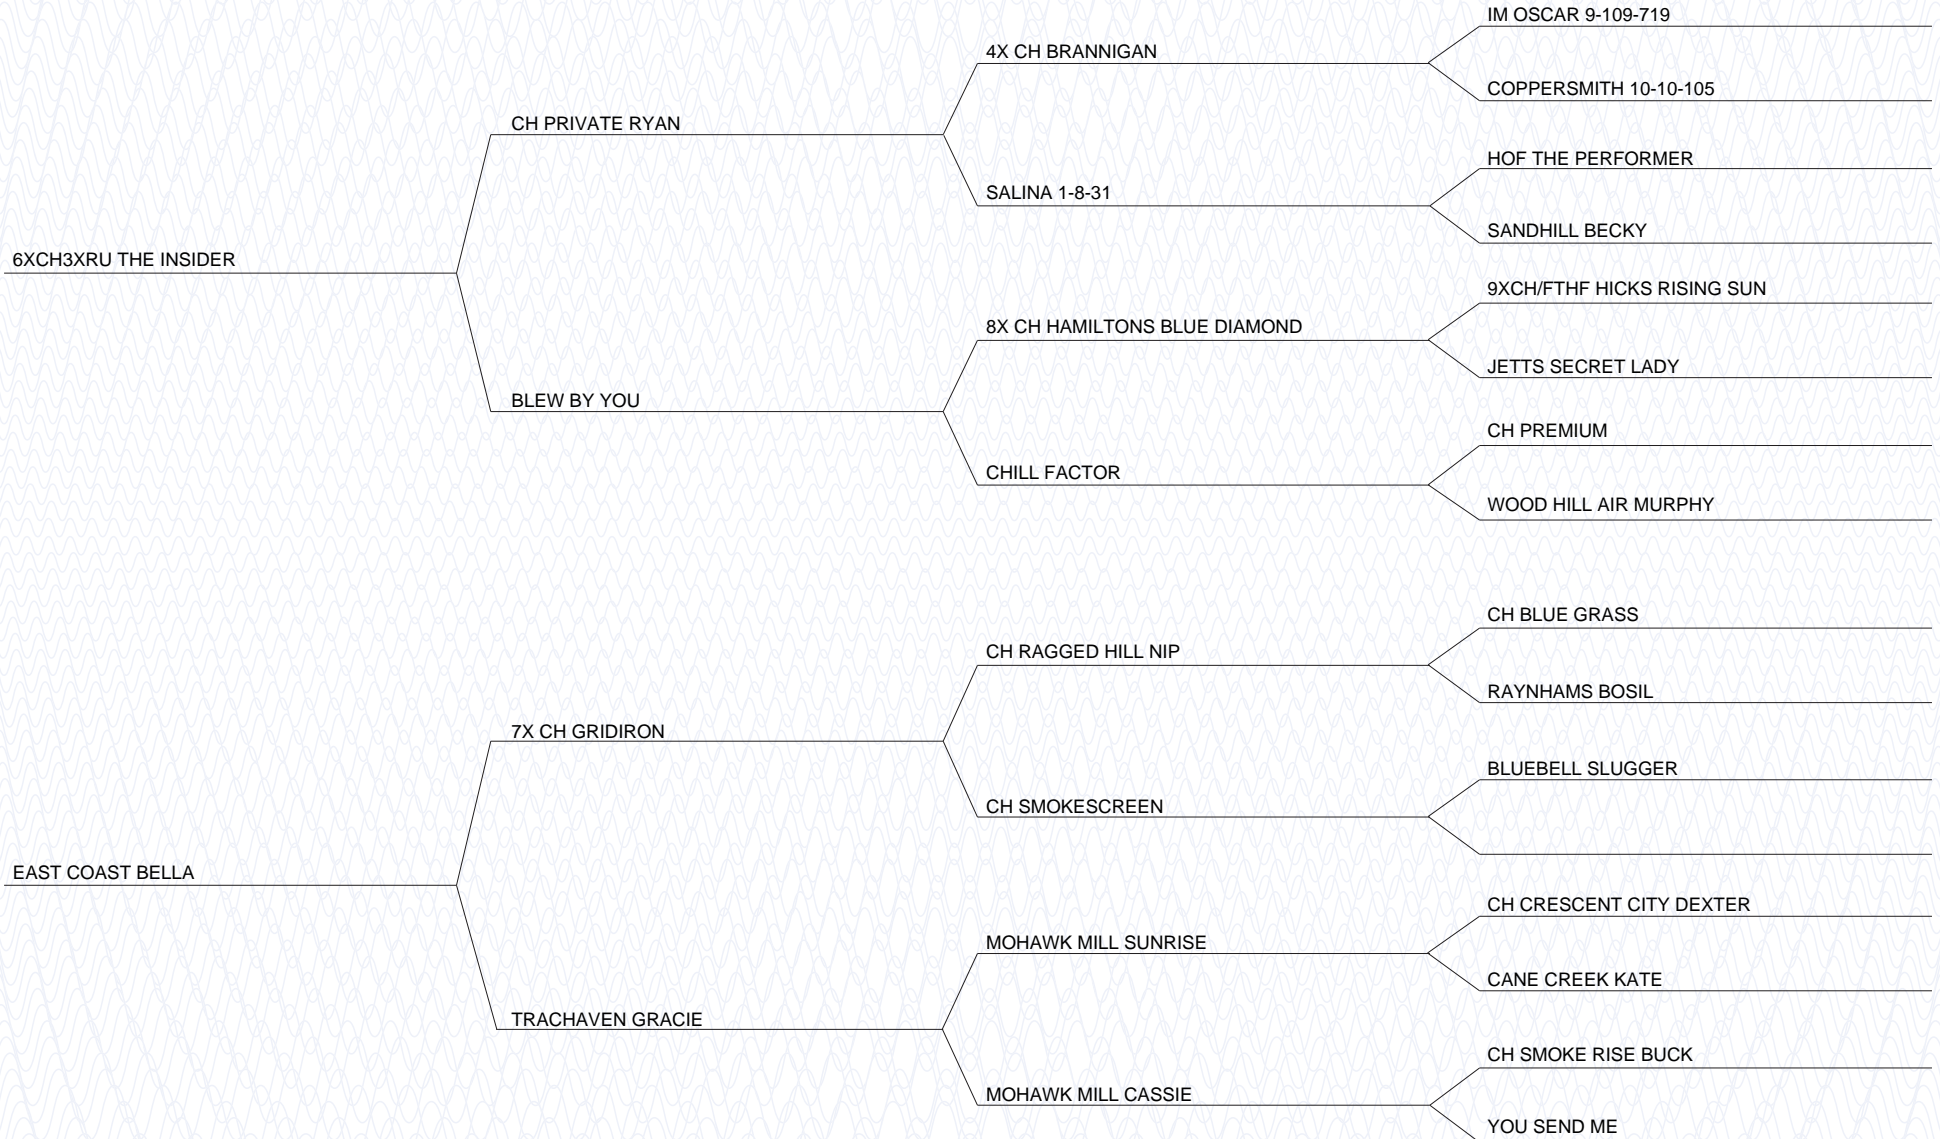 IM OSCAR 9-109-719
4X CH BRANNIGAN
COPPERSMITH 10-10-105
CH PRIVATE RYAN
HOF THE PERFORMER
SALINA 1-8-31
SANDHILL BECKY
6XCH3XRU THE INSIDER
9XCH/FTHF HICKS RISING SUN
8X CH HAMILTONS BLUE DIAMOND
JETTS SECRET LADY
BLEW BY YOU
CH PREMIUM
CHILL FACTOR
WOOD HILL AIR MURPHY
CH BLUE GRASS
CH RAGGED HILL NIP
RAYNHAMS BOSIL
7X CH GRIDIRON
BLUEBELL SLUGGER
CH SMOKESCREEN
EAST COAST BELLA
CH CRESCENT CITY DEXTER
MOHAWK MILL SUNRISE
CANE CREEK KATE
TRACHAVEN GRACIE
CH SMOKE RISE BUCK
MOHAWK MILL CASSIE
YOU SEND ME